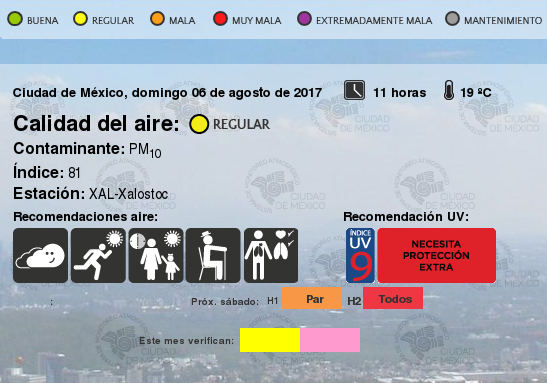 BUENA REGULAR MALA MUY MALA EXTREMADAMENTE MALA MANTENIMIENTO
Ciudad de México, domingo 06 de agosto de 2017 11 horas 19 ºC
Calidad del aire: REGULAR
Contaminante: PM10
Índice: 81
Estación: XAL-Xalostoc
Recomendaciones aire: Recomendación UV:
ÍNDICE UV 9 NECESITA PROTECCIÓN EXTRA
: Próx. sábado: H1 Par H2 Todos
Este mes verifican: